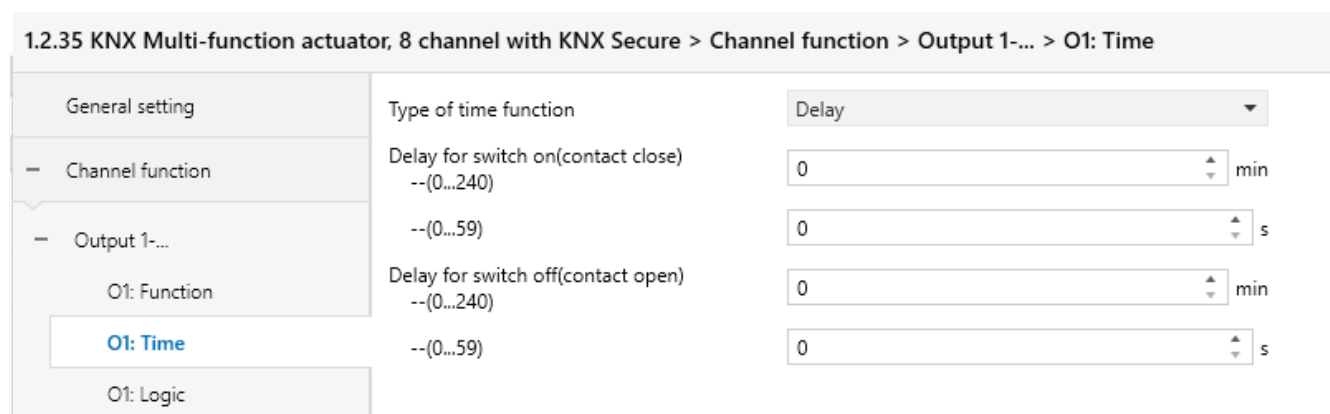 1.2.35 KNX Multi-function actuator, 8 channel with KNX Secure > Channel function > Output 1-... > O1: Time
General setting
Type of time function
Delay
Delay for switch on(contact close)
--(0...240)
0
min
Channel function
--(0...59)
0
s
Output 1-...
Delay for switch off(contact open)
--(0...240)
0
min
O1: Function
O1: Time
--(0...59)
0
s
O1: Logic